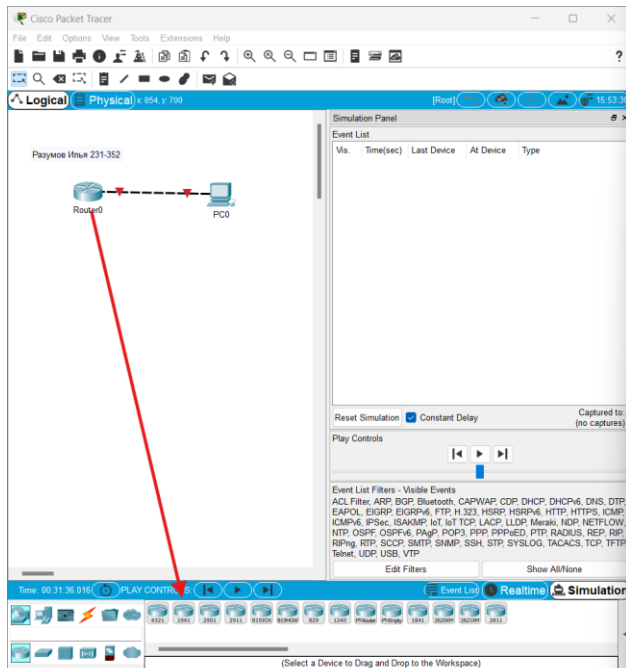 Cisco Packet Tracer
File Edit Options View Tools Extensions Help
?
Logical Physical x: 854, y: 700 [Root] 15:53:30
Simulation Panel
Event List
Vis. Time(sec) Last Device At Device Type
Разумов Илья 231-352
Router0
PC0
Reset Simulation Constant Delay Captured to:
(no captures)
Play Controls
Event List Filters - Visible Events
ACL Filter, ARP, BGP, Bluetooth, CAPWAP, CDP, DHCP, DHCPv6, DNS, DTP,
EAPOL, EIGRP, EIGRPv6, FTP, H.323, HSRP, HSRPv6, HTTP, HTTPS, ICMP,
ICMPv6, IPSec, ISAKMP, IoT, IoT TCP, LACP, LLDP, Meraki, NDP, NETFLOW,
NTP, OSPF, OSPFv6, PAgP, POP3, PPP, PPPoED, PTP, RADIUS, REP, RIP,
RIPng, RTP, SCCP, SMTP, SNMP, SSH, STP, SYSLOG, TACACS, TCP, TFTP,
Telnet, UDP, USB, VTP
Edit Filters Show All/None
Time: 00:31:36.016 PLAY CONTROLS: Event List Realtime Simulation
4321 1941 2901 2911 819IOX 819HGW 829 1240 PT-Router PT-Empty 1841 2620XM 2621XM 2811
(Select a Device to Drag and Drop to the Workspace)